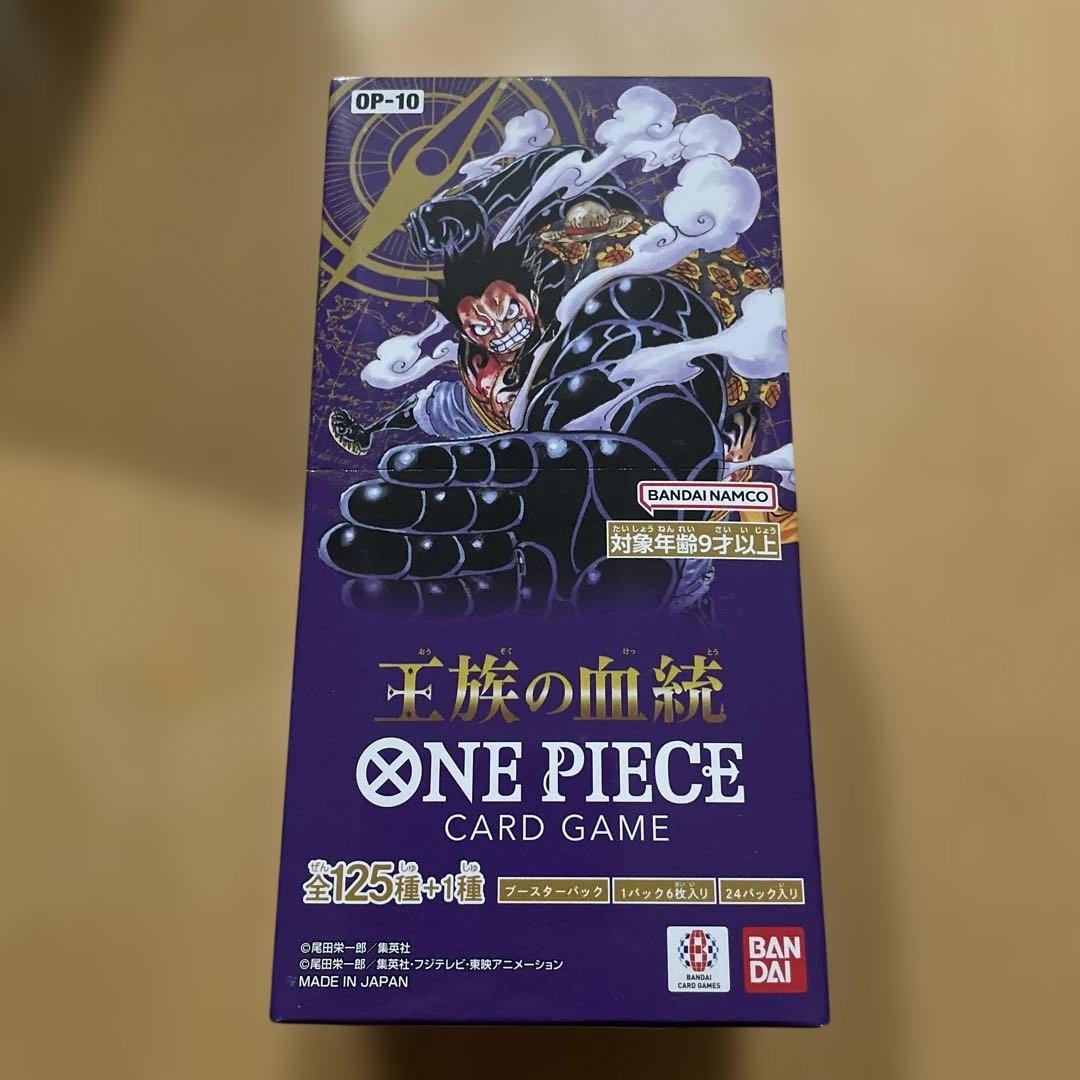 OP-10
BANDAI NAMCO
たいしょうねんれい さいいじょう
対象年齢9才以上
おう ぞく けっ とう
王族の血統
ONE PIECE
CARD GAME
ぜん しゅ しゅ
全125種+1種
ブースターパック
まいい
1パック6枚入り
い
24パック入り
©尾田栄一郎/集英社
©尾田栄一郎/集英社・フジテレビ・東映アニメーション
MADE IN JAPAN
BANDAI
CARD GAMES
BAN
DAI